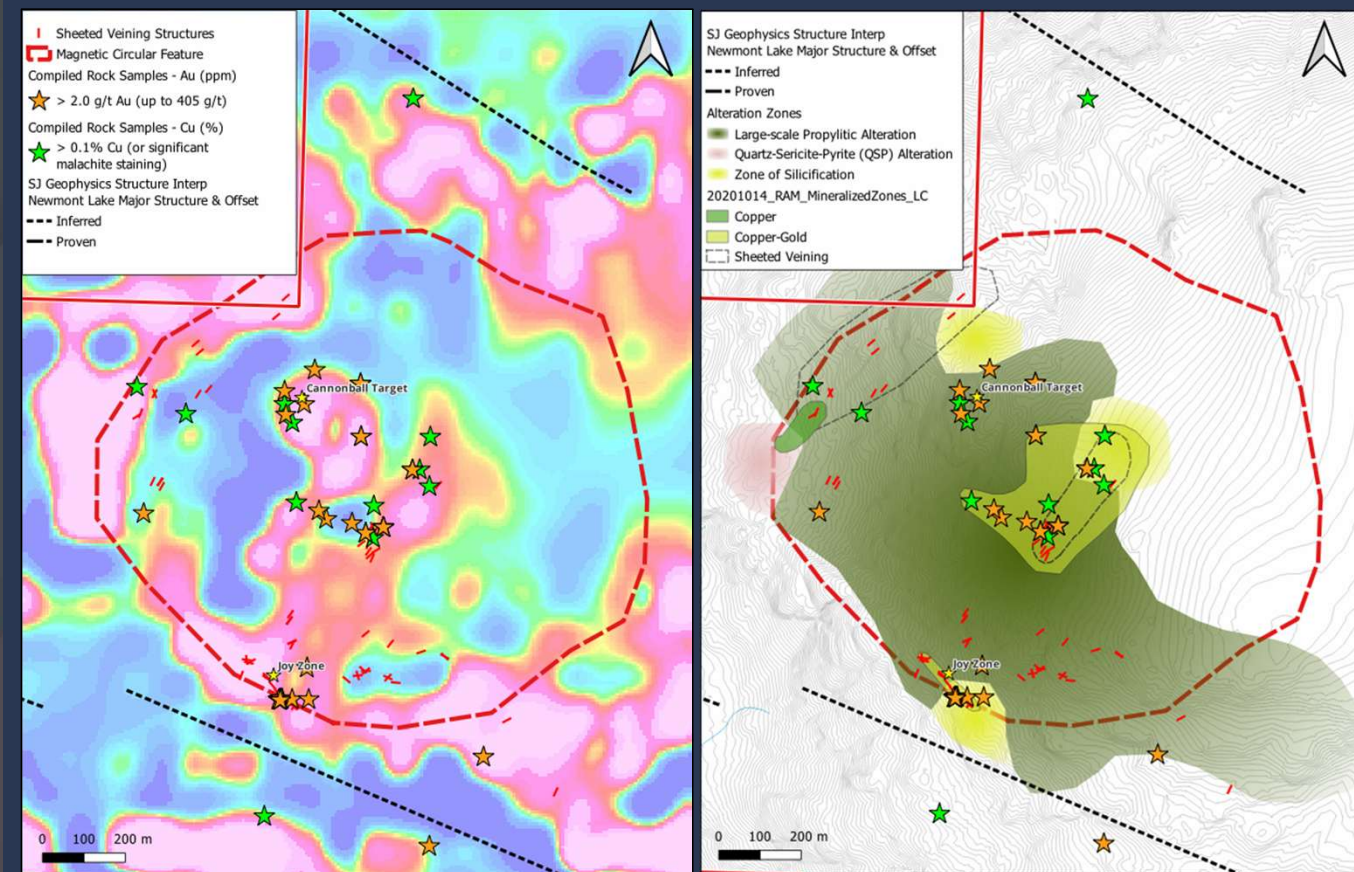 Sheeted Veining Structures
Magnetic Circular Feature
Compiled Rock Samples - Au (ppm)
> 2.0 g/t Au (up to 405 g/t)
Compiled Rock Samples - Cu (%)
> 0.1% Cu (or significant
malachite staining)
SJ Geophysics Structure Interp
Newmont Lake Major Structure & Offset
Inferred
Proven
Cannonball Target
Joy Zone
0 100 200 m
SJ Geophysics Structure Interp
Newmont Lake Major Structure & Offset
Inferred
Proven
Alteration Zones
Large-scale Propylitic Alteration
Quartz-Sericite-Pyrite (QSP) Alteration
Zone of Silicification
20201014_RAM_MineralizedZones_LC
Copper
Copper-Gold
Sheeted Veining
Cannonball Target
Joy Zone
0 100 200 m